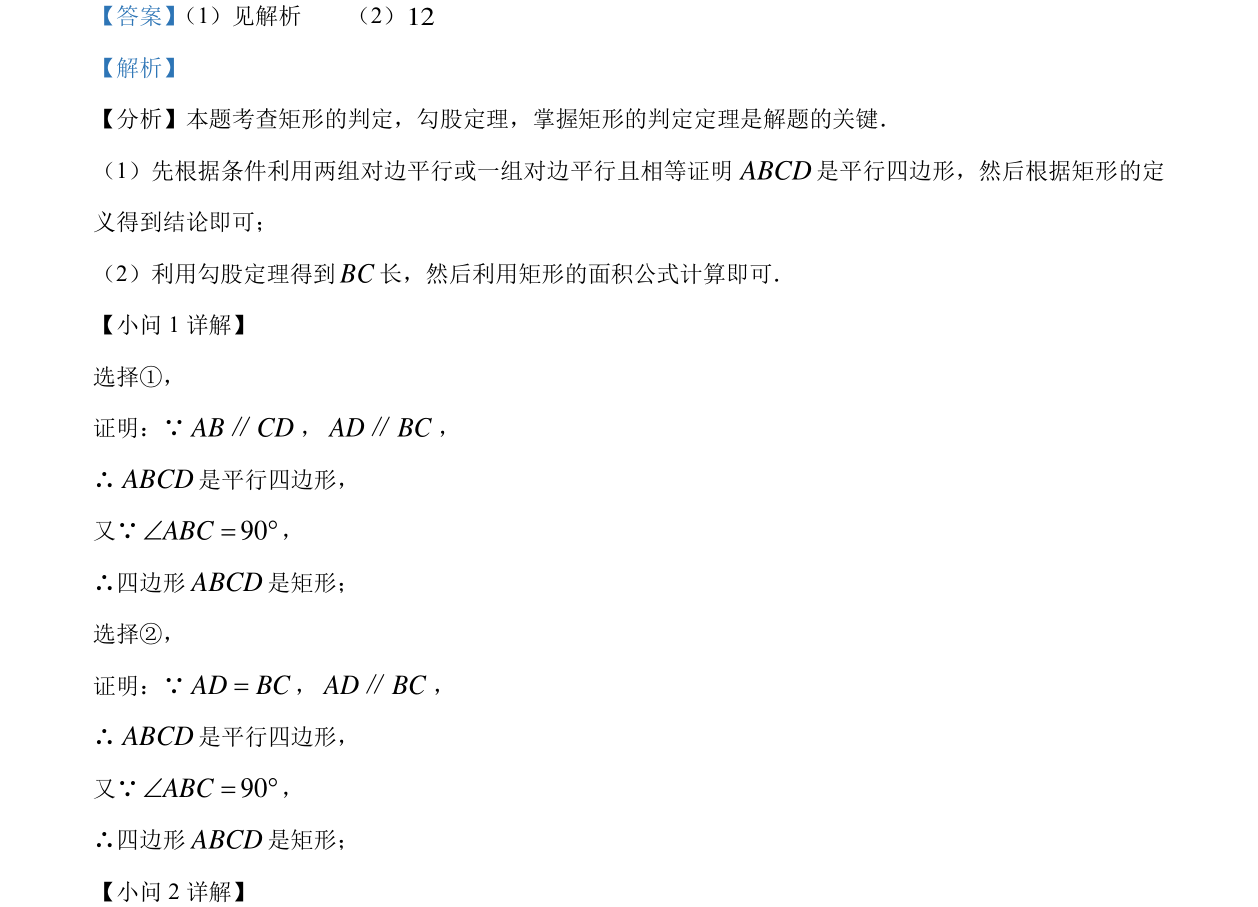 【答案】（1）见解析　　（2）12
【解析】
【分析】本题考查矩形的判定，勾股定理，掌握矩形的判定定理是解题的关键．
（1）先根据条件利用两组对边平行或一组对边平行且相等证明 ABCD 是平行四边形，然后根据矩形的定
义得到结论即可；
（2）利用勾股定理得到 BC 长，然后利用矩形的面积公式计算即可．
【小问 1 详解】
选择①，
证明：∵ AB ∥ CD ， AD ∥ BC ，
∴ ABCD 是平行四边形，
又∵ ∠ABC = 90° ，
∴四边形 ABCD 是矩形；
选择②，
证明：∵ AD = BC ， AD ∥ BC ，
∴ ABCD 是平行四边形，
又∵ ∠ABC = 90° ，
∴四边形 ABCD 是矩形；
【小问 2 详解】